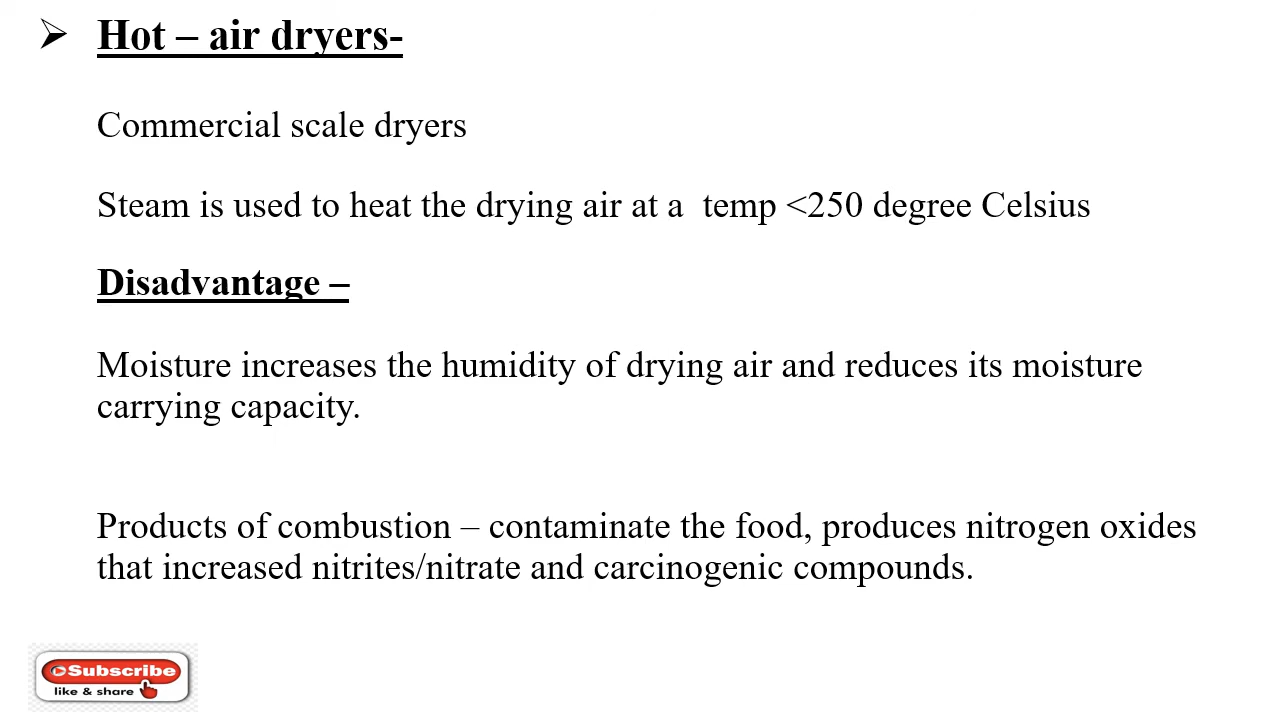 Hot – air dryers-
Commercial scale dryers
Steam is used to heat the drying air at a  temp <250 degree Celsius
Disadvantage –
Moisture increases the humidity of drying air and reduces its moisture
carrying capacity.
Products of combustion – contaminate the food, produces nitrogen oxides
that increased nitrites/nitrate and carcinogenic compounds.
Subscribe
like & share